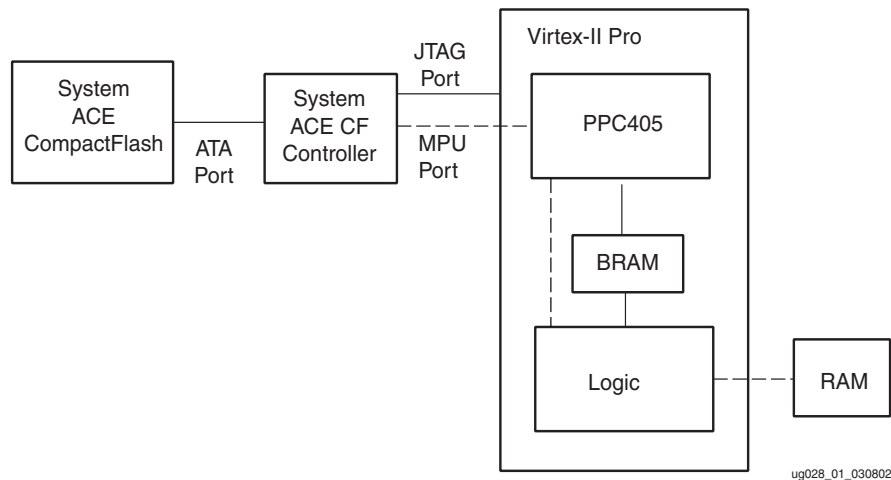 Virtex-II Pro
JTAG
Port
System
ACE
CompactFlash
System
ACE CF
Controller
PPC405
ATA
Port
MPU
Port
BRAM
Logic
RAM
ug028_01_030802